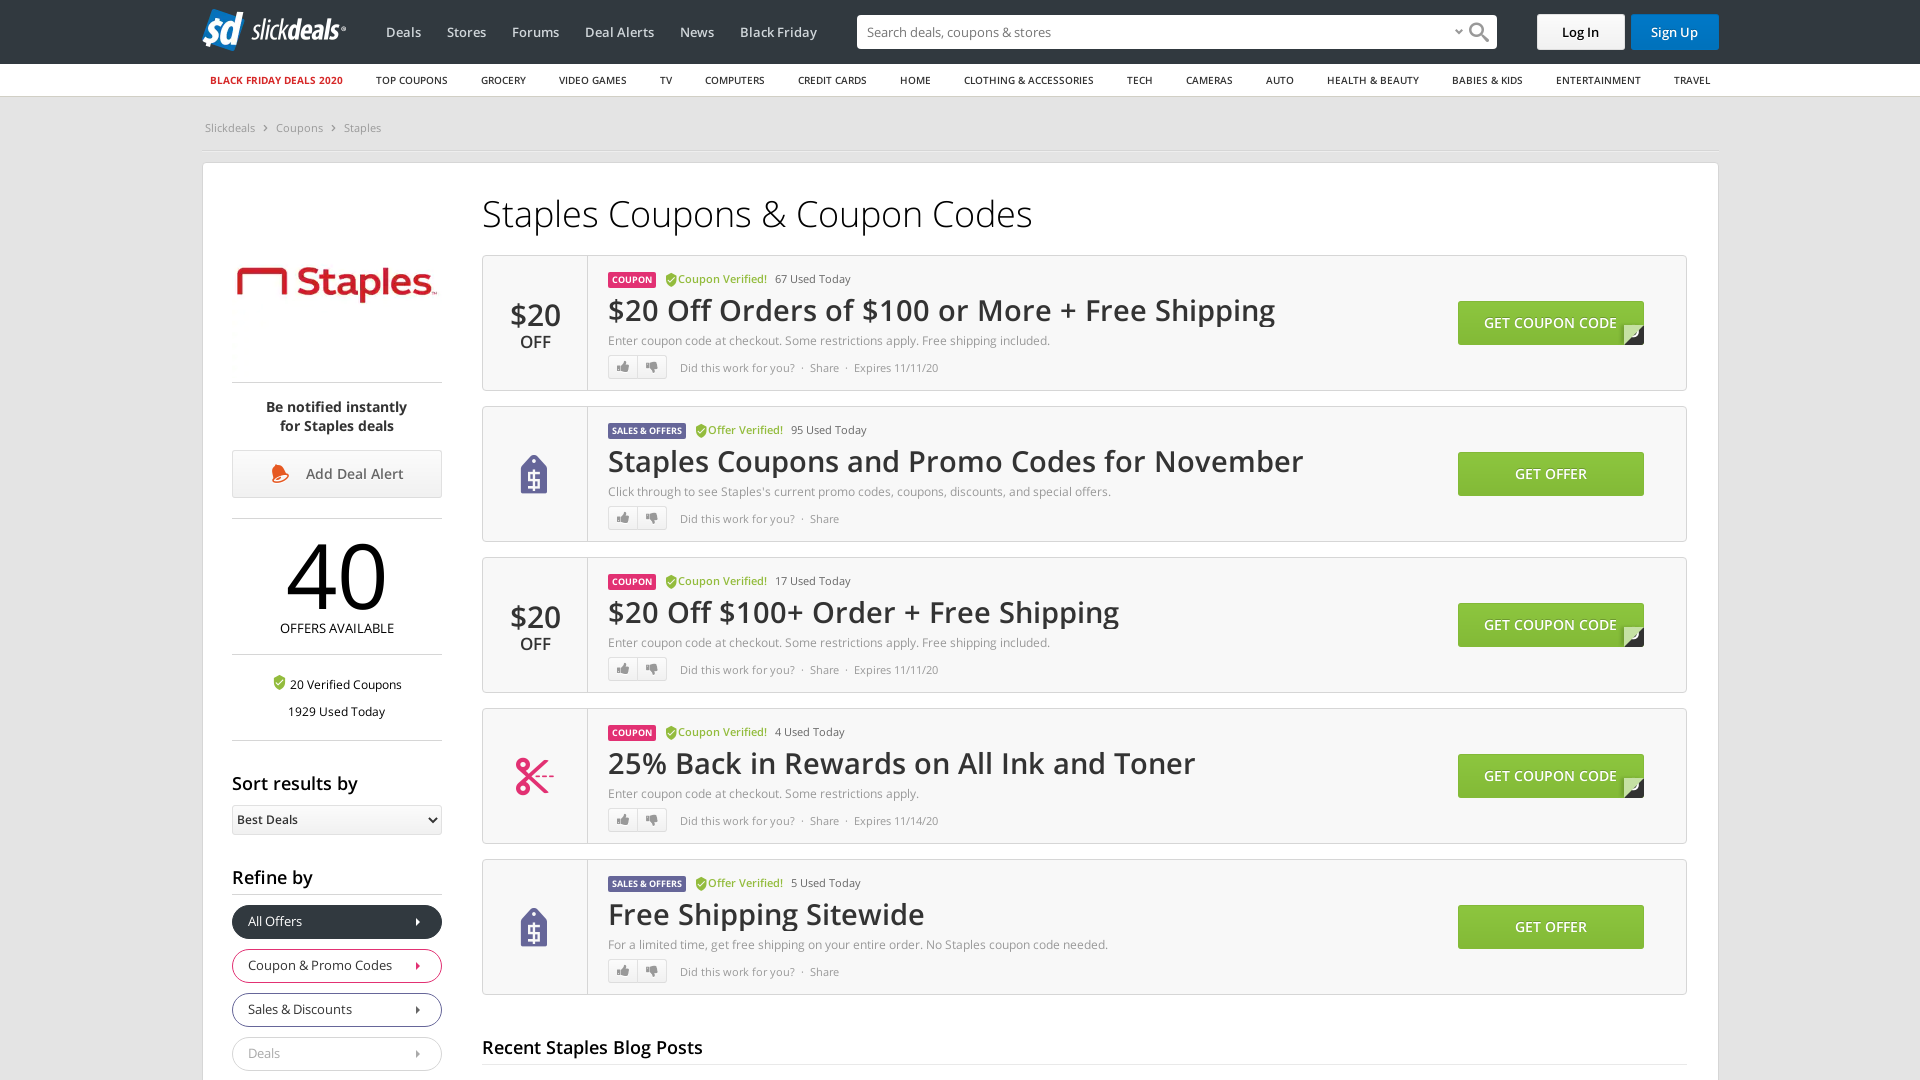 sd slickdeals
Deals Stores Forums Deal Alerts News Black Friday
Search deals, coupons & stores
Log In
Sign Up
BLACK FRIDAY DEALS 2020 TOP COUPONS GROCERY VIDEO GAMES TV COMPUTERS CREDIT CARDS HOME CLOTHING & ACCESSORIES TECH CAMERAS AUTO HEALTH & BEAUTY BABIES & KIDS ENTERTAINMENT TRAVEL
Slickdeals > Coupons > Staples
Staples
Be notified instantly
for Staples deals
Add Deal Alert
40
OFFERS AVAILABLE
20 Verified Coupons
1929 Used Today
Sort results by
Best Deals
Refine by
All Offers
Coupon & Promo Codes
Sales & Discounts
Deals
Staples Coupons & Coupon Codes
$20
OFF
COUPON Coupon Verified! 67 Used Today
$20 Off Orders of $100 or More + Free Shipping
Enter coupon code at checkout. Some restrictions apply. Free shipping included.
Did this work for you? · Share · Expires 11/11/20
GET COUPON CODE
SALES & OFFERS Offer Verified! 95 Used Today
Staples Coupons and Promo Codes for November
Click through to see Staples's current promo codes, coupons, discounts, and special offers.
Did this work for you? · Share
GET OFFER
$20
OFF
COUPON Coupon Verified! 17 Used Today
$20 Off $100+ Order + Free Shipping
Enter coupon code at checkout. Some restrictions apply. Free shipping included.
Did this work for you? · Share · Expires 11/11/20
GET COUPON CODE
COUPON Coupon Verified! 4 Used Today
25% Back in Rewards on All Ink and Toner
Enter coupon code at checkout. Some restrictions apply.
Did this work for you? · Share · Expires 11/14/20
GET COUPON CODE
SALES & OFFERS Offer Verified! 5 Used Today
Free Shipping Sitewide
For a limited time, get free shipping on your entire order. No Staples coupon code needed.
Did this work for you? · Share
GET OFFER
Recent Staples Blog Posts